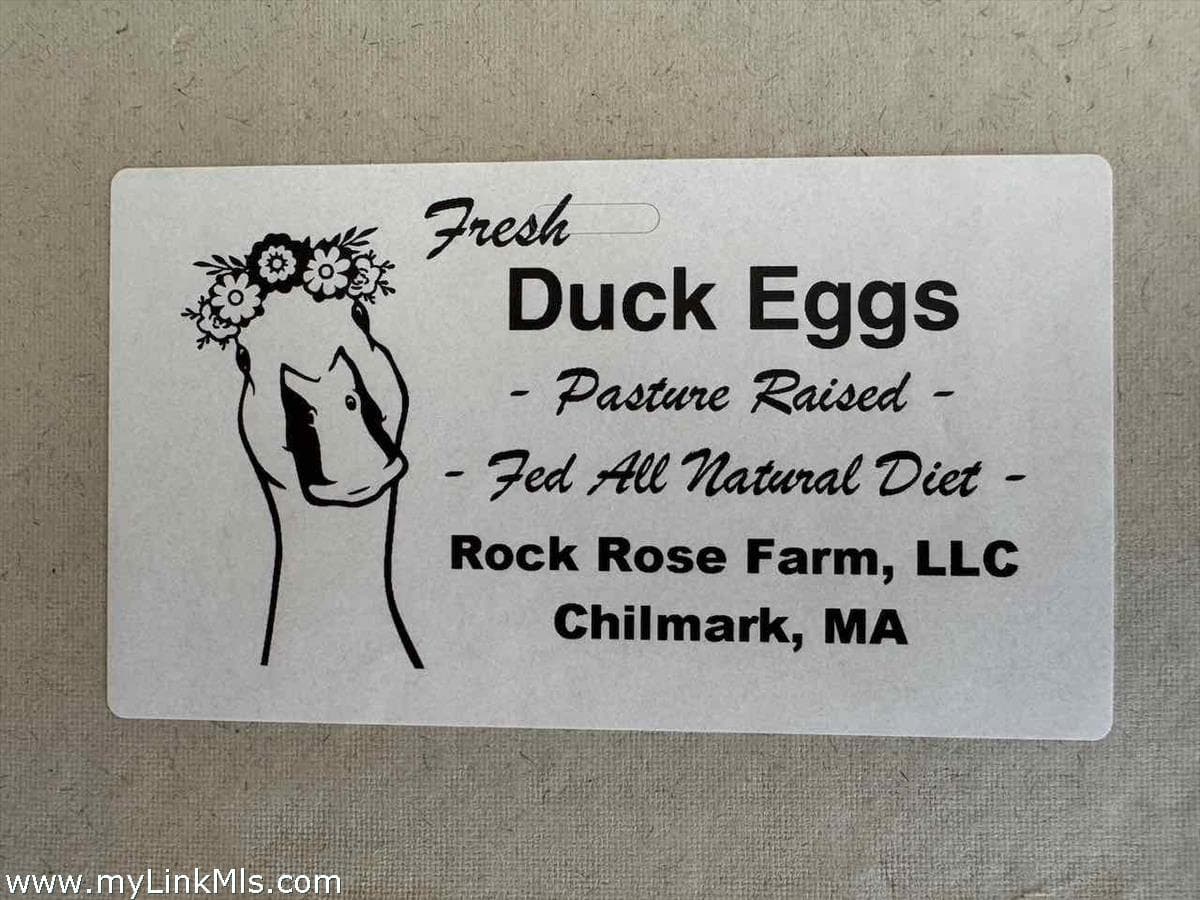 Fresh
Duck Eggs
- Pasture Raised -
- Fed All Natural Diet -
Rock Rose Farm, LLC
Chilmark, MA
www.myLinkMls.com